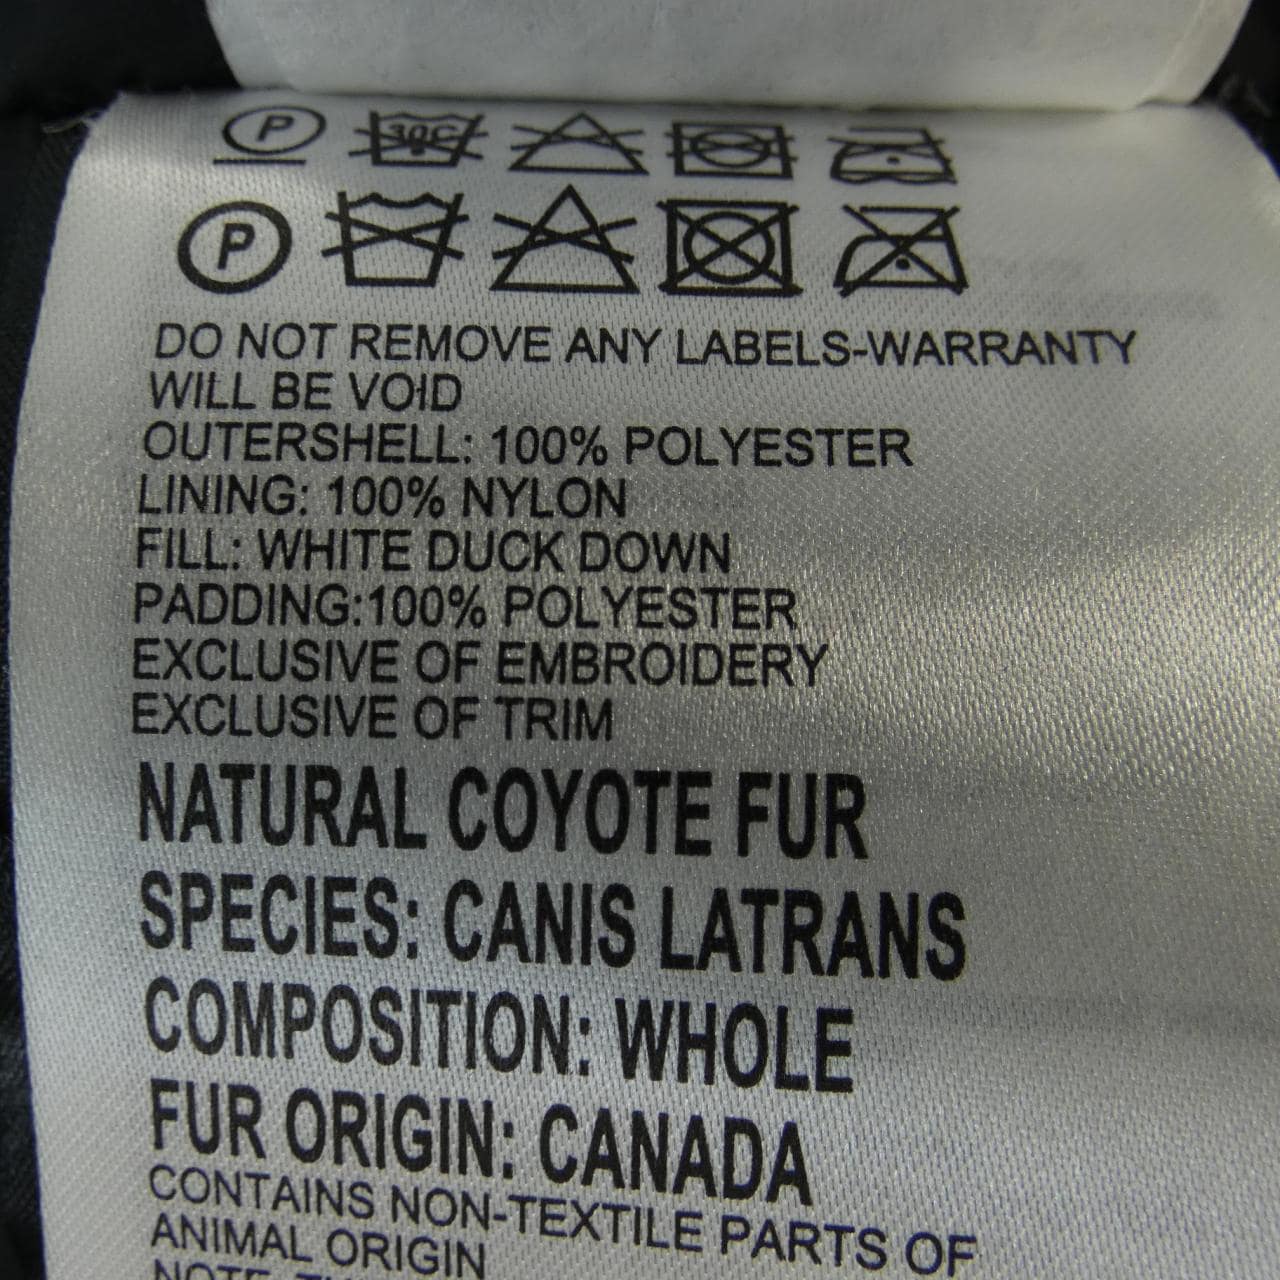 P 30C
P
DO NOT REMOVE ANY LABELS-WARRANTY
WILL BE VOID
OUTERSHELL: 100% POLYESTER
LINING: 100% NYLON
FILL: WHITE DUCK DOWN
PADDING:100% POLYESTER
EXCLUSIVE OF EMBROIDERY
EXCLUSIVE OF TRIM
NATURAL COYOTE FUR
SPECIES: CANIS LATRANS
COMPOSITION: WHOLE
FUR ORIGIN: CANADA
CONTAINS NON-TEXTILE PARTS OF
ANIMAL ORIGIN